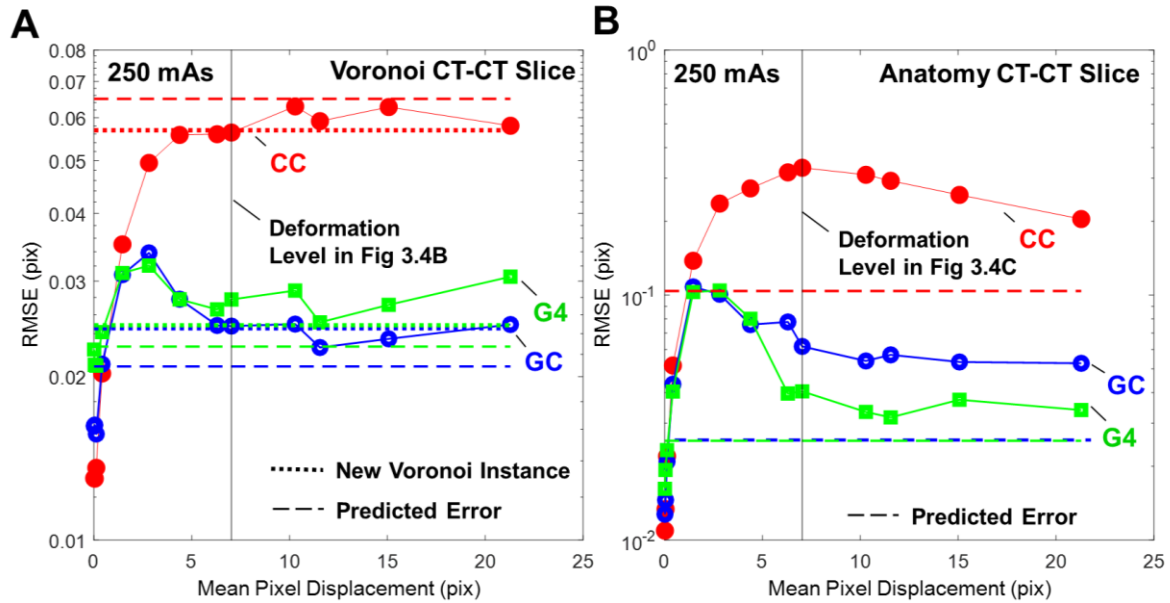 A
250 mAs
Voronoi CT-CT Slice
0.08
0.07
0.06
0.05
0.04
0.03
0.02
0.01
RMSE (pix)
CC
Deformation
Level in Fig 3.4B
G4
GC
New Voronoi Instance
Predicted Error
0 5 10 15 20 25
Mean Pixel Displacement (pix)
B
250 mAs
Anatomy CT-CT Slice
10^0
10^-1
10^-2
RMSE (pix)
Deformation
Level in Fig 3.4C
CC
GC
G4
Predicted Error
0 5 10 15 20 25
Mean Pixel Displacement (pix)